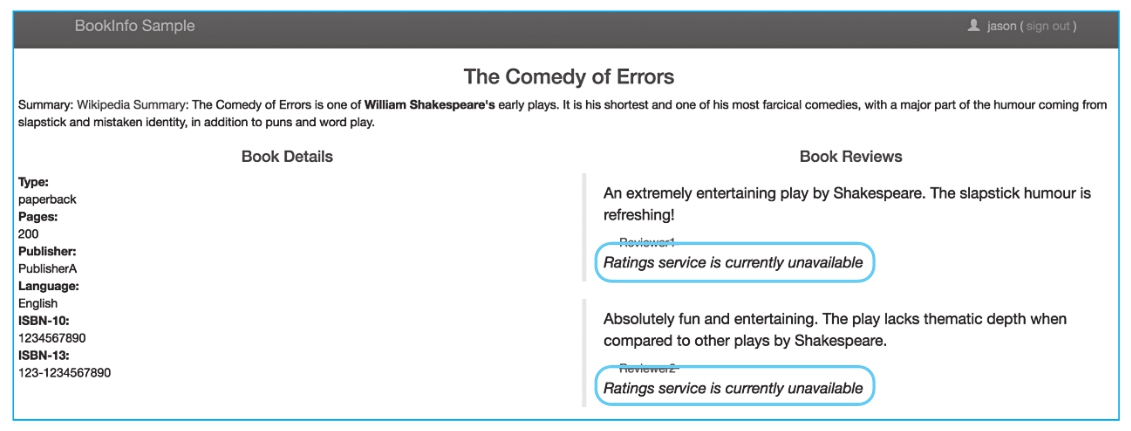 BookInfo Sample
jason ( sign out )
The Comedy of Errors
Summary: Wikipedia Summary: The Comedy of Errors is one of William Shakespeare's early plays. It is his shortest and one of his most farcical comedies, with a major part of the humour coming from
slapstick and mistaken identity, in addition to puns and word play.
Book Details
Type:
paperback
Pages:
200
Publisher:
PublisherA
Language:
English
ISBN-10:
1234567890
ISBN-13:
123-1234567890
Book Reviews
An extremely entertaining play by Shakespeare. The slapstick humour is
refreshing!
Reviewer1
Ratings service is currently unavailable
Absolutely fun and entertaining. The play lacks thematic depth when
compared to other plays by Shakespeare.
Reviewer2
Ratings service is currently unavailable